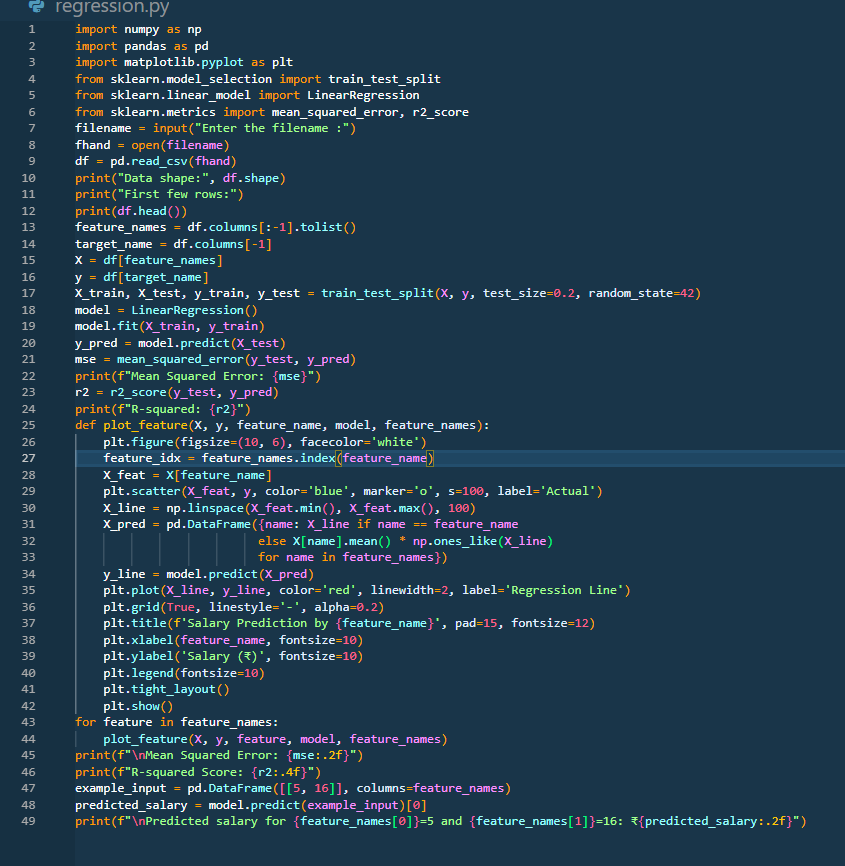 regression.py
1 import numpy as np
2 import pandas as pd
3 import matplotlib.pyplot as plt
4 from sklearn.model_selection import train_test_split
5 from sklearn.linear_model import LinearRegression
6 from sklearn.metrics import mean_squared_error, r2_score
7 filename = input("Enter the filename :")
8 fhand = open(filename)
9 df = pd.read_csv(fhand)
10 print("Data shape:", df.shape)
11 print("First few rows:")
12 print(df.head())
13 feature_names = df.columns[:-1].tolist()
14 target_name = df.columns[-1]
15 X = df[feature_names]
16 y = df[target_name]
17 X_train, X_test, y_train, y_test = train_test_split(X, y, test_size=0.2, random_state=42)
18 model = LinearRegression()
19 model.fit(X_train, y_train)
20 y_pred = model.predict(X_test)
21 mse = mean_squared_error(y_test, y_pred)
22 print(f"Mean Squared Error: {mse}")
23 r2 = r2_score(y_test, y_pred)
24 print(f"R-squared: {r2}")
25 def plot_feature(X, y, feature_name, model, feature_names):
26     plt.figure(figsize=(10, 6), facecolor='white')
27     feature_idx = feature_names.index(feature_name)
28     X_feat = X[feature_name]
29     plt.scatter(X_feat, y, color='blue', marker='o', s=100, label='Actual')
30     X_line = np.linspace(X_feat.min(), X_feat.max(), 100)
31     X_pred = pd.DataFrame({name: X_line if name == feature_name
32                           else X[name].mean() * np.ones_like(X_line)
33                           for name in feature_names})
34     y_line = model.predict(X_pred)
35     plt.plot(X_line, y_line, color='red', linewidth=2, label='Regression Line')
36     plt.grid(True, linestyle='-', alpha=0.2)
37     plt.title(f'Salary Prediction by {feature_name}', pad=15, fontsize=12)
38     plt.xlabel(feature_name, fontsize=10)
39     plt.ylabel('Salary (₹)', fontsize=10)
40     plt.legend(fontsize=10)
41     plt.tight_layout()
42     plt.show()
43 for feature in feature_names:
44     plot_feature(X, y, feature, model, feature_names)
45 print(f"\nMean Squared Error: {mse:.2f}")
46 print(f"R-squared Score: {r2:.4f}")
47 example_input = pd.DataFrame([[5, 16]], columns=feature_names)
48 predicted_salary = model.predict(example_input)[0]
49 print(f"\nPredicted salary for {feature_names[0]}=5 and {feature_names[1]}=16: ₹{predicted_salary:.2f}")